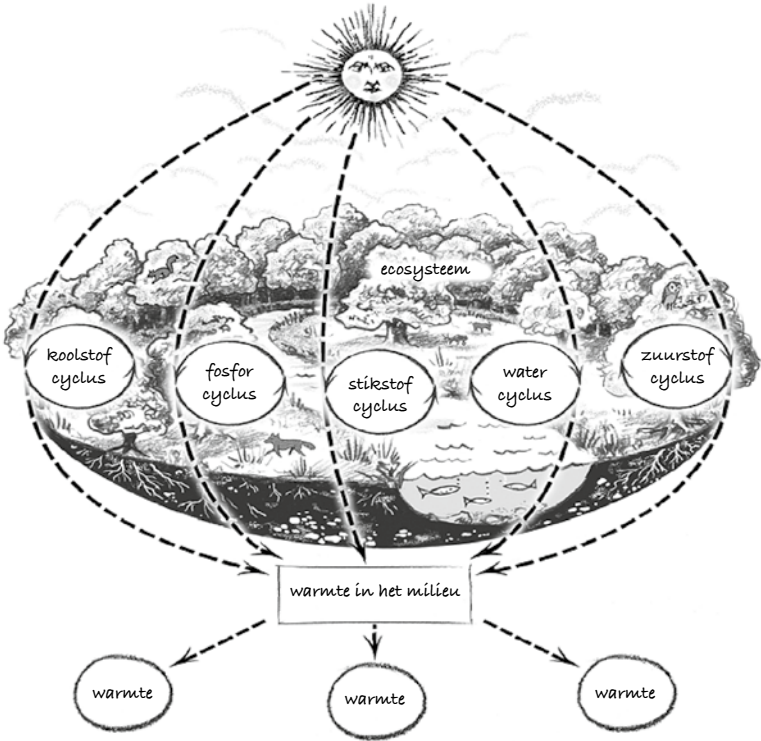 ecosysteem
koolstof
cyclus
fosfor
cyclus
stikstof
cyclus
water
cyclus
zuurstof
cyclus
warmte in het milieu
warmte
warmte
warmte